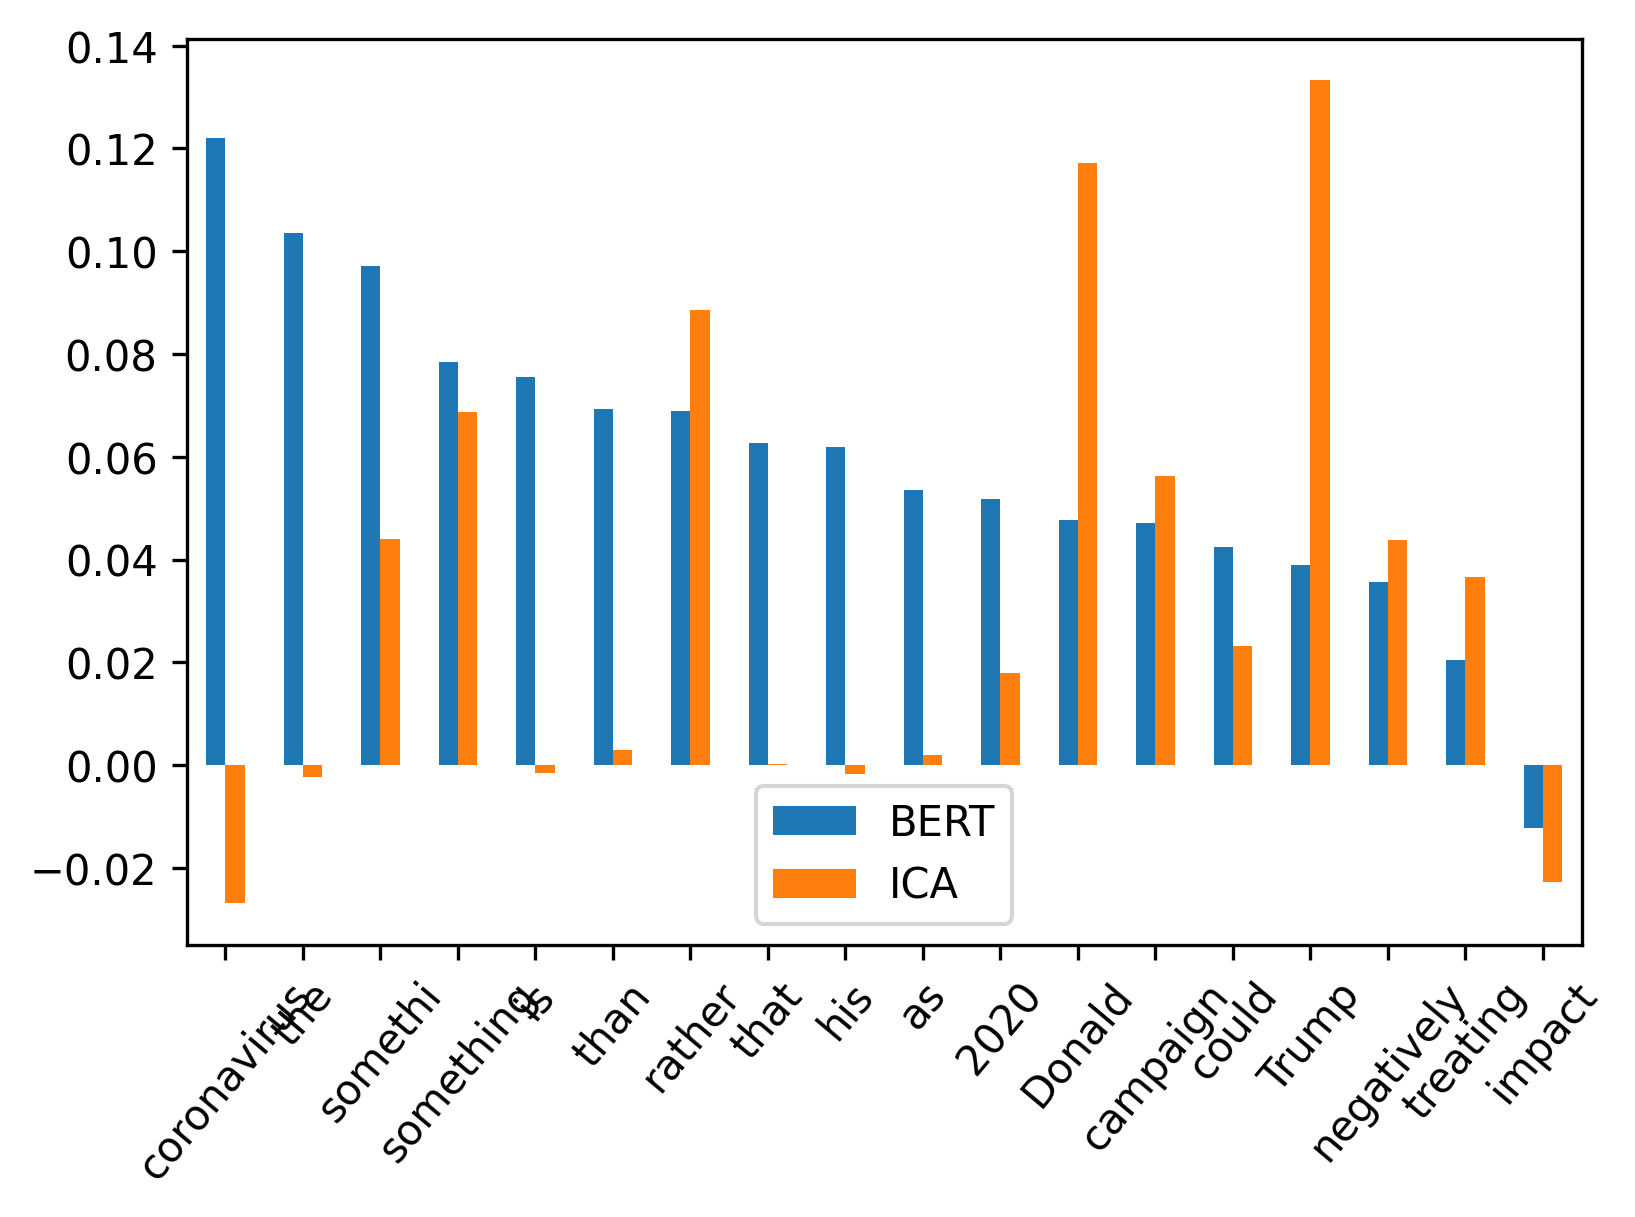 0.14
0.12
0.10
0.08
0.06
0.04
0.02
0.00
−0.02
BERT
ICA
coronavirus
the
somethi
something
is
than
rather
that
his
as
2020
Donald
campaign
could
Trump
negatively
treating
impact